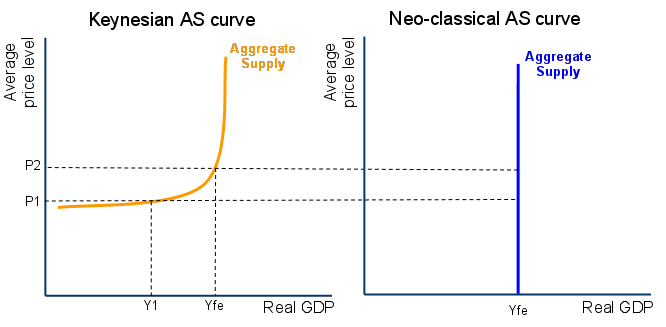 Keynesian AS curve
Average
price level
Aggregate
Supply
P2
P1
Y1
Yfe
Real GDP
Neo-classical AS curve
Average
price level
Aggregate
Supply
Yfe
Real GDP